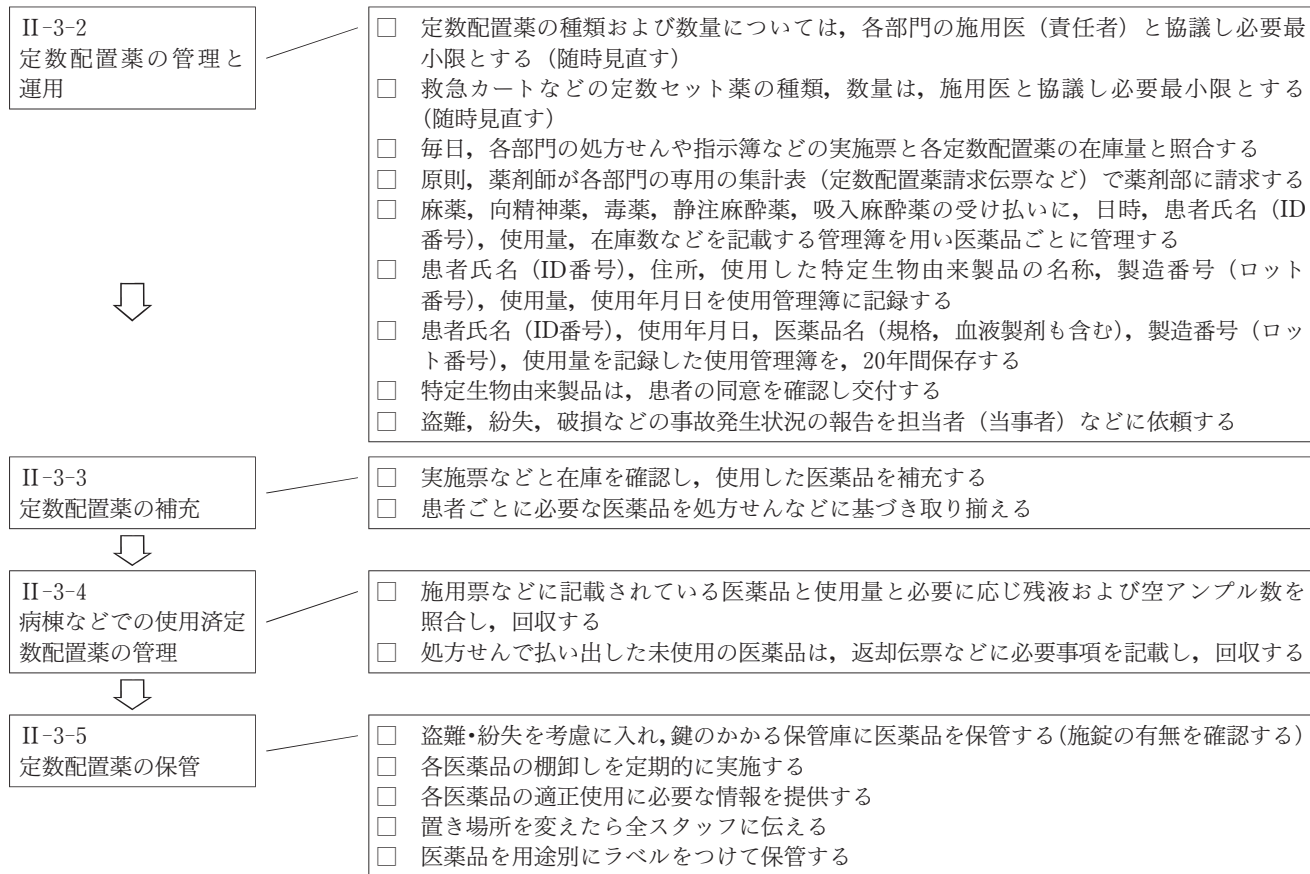 Ⅱ-3-2
定数配置薬の管理と
運用
□ 定数配置薬の種類および数量については，各部門の施用医（責任者）と協議し必要最
小限とする（随時見直す）
□ 救急カートなどの定数セット薬の種類，数量は，施用医と協議し必要最小限とする
（随時見直す）
□ 毎日，各部門の処方せんや指示簿などの実施票と各定数配置薬の在庫量と照合する
□ 原則，薬剤師が各部門の専用の集計表（定数配置薬請求伝票など）で薬剤部に請求する
□ 麻薬，向精神薬，毒薬，静注麻酔薬，吸入麻酔薬の受け払いに，日時，患者氏名（ID
番号），使用量，在庫数などを記載する管理簿を用い医薬品ごとに管理する
□ 患者氏名（ID番号），住所，使用した特定生物由来製品の名称，製造番号（ロット
番号），使用量，使用年月日を使用管理簿に記録する
□ 患者氏名（ID番号），使用年月日，医薬品名（規格，血液製剤も含む），製造番号（ロッ
ト番号），使用量を記録した使用管理簿を，20年間保存する
□ 特定生物由来製品は，患者の同意を確認し交付する
□ 盗難，紛失，破損などの事故発生状況の報告を担当者（当事者）などに依頼する
Ⅱ-3-3
定数配置薬の補充
□ 実施票などと在庫を確認し，使用した医薬品を補充する
□ 患者ごとに必要な医薬品を処方せんなどに基づき取り揃える
Ⅱ-3-4
病棟などでの使用済定
数配置薬の管理
□ 施用票などに記載されている医薬品と使用量と必要に応じ残液および空アンプル数を
照合し，回収する
□ 処方せんで払い出した未使用の医薬品は，返却伝票などに必要事項を記載し，回収する
Ⅱ-3-5
定数配置薬の保管
□ 盗難・紛失を考慮に入れ，鍵のかかる保管庫に医薬品を保管する（施錠の有無を確認する）
□ 各医薬品の棚卸しを定期的に実施する
□ 各医薬品の適正使用に必要な情報を提供する
□ 置き場所を変えたら全スタッフに伝える
□ 医薬品を用途別にラベルをつけて保管する